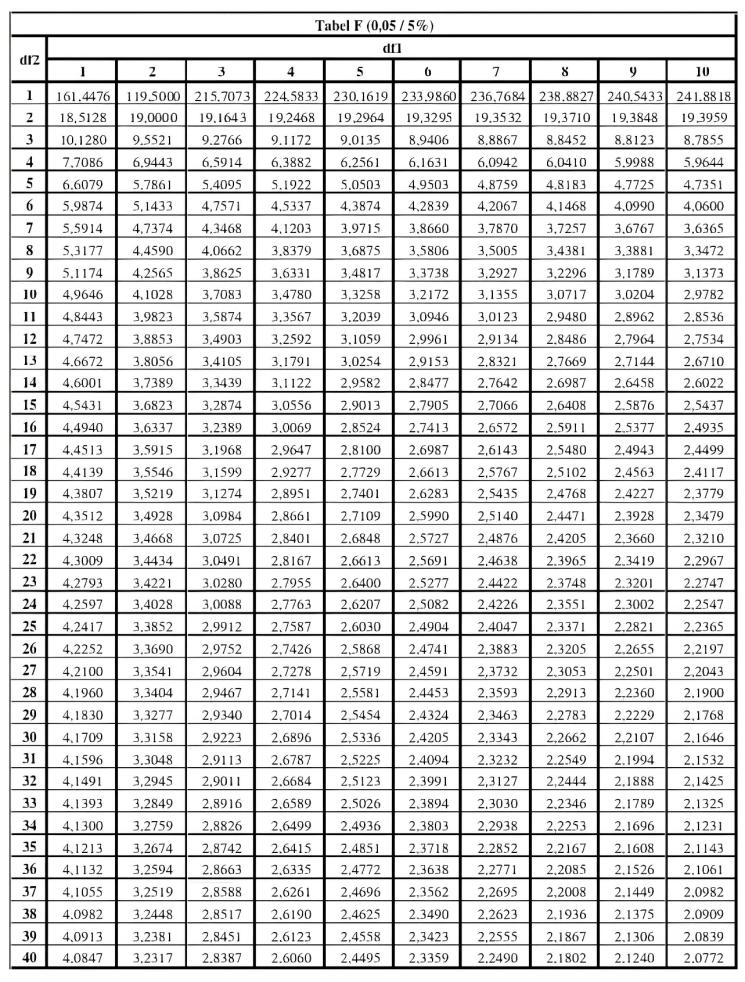 Tabel F (0,05 / 5%)
df2 df1
1 2 3 4 5 6 7 8 9 10
1 161,4476 119,5000 215,7073 224,5833 230,1619 233,9860 236,7684 238,8827 240,5433 241,8818
2 18,5128 19,0000 19,1643 19,2468 19,2964 19,3295 19,3532 19,3710 19,3848 19,3959
3 10,1280 9,5521 9,2766 9,1172 9,0135 8,9406 8,8867 8,8452 8,8123 8,7855
4 7,7086 6,9443 6,5914 6,3882 6,2561 6,1631 6,0942 6,0410 5,9988 5,9644
5 6,6079 5,7861 5,4095 5,1922 5,0503 4,9503 4,8759 4,8183 4,7725 4,7351
6 5,9874 5,1433 4,7571 4,5337 4,3874 4,2839 4,2067 4,1468 4,0990 4,0600
7 5,5914 4,7374 4,3468 4,1203 3,9715 3,8660 3,7870 3,7257 3,6767 3,6365
8 5,3177 4,4590 4,0662 3,8379 3,6875 3,5806 3,5005 3,4381 3,3881 3,3472
9 5,1174 4,2565 3,8625 3,6331 3,4817 3,3738 3,2927 3,2296 3,1789 3,1373
10 4,9646 4,1028 3,7083 3,4780 3,3258 3,2172 3,1355 3,0717 3,0204 2,9782
11 4,8443 3,9823 3,5874 3,3567 3,2039 3,0946 3,0123 2,9480 2,8962 2,8536
12 4,7472 3,8853 3,4903 3,2592 3,1059 2,9961 2,9134 2,8486 2,7964 2,7534
13 4,6672 3,8056 3,4105 3,1791 3,0254 2,9153 2,8321 2,7669 2,7144 2,6710
14 4,6001 3,7389 3,3439 3,1122 2,9582 2,8477 2,7642 2,6987 2,6458 2,6022
15 4,5431 3,6823 3,2874 3,0556 2,9013 2,7905 2,7066 2,6408 2,5876 2,5437
16 4,4940 3,6337 3,2389 3,0069 2,8524 2,7413 2,6572 2,5911 2,5377 2,4935
17 4,4513 3,5915 3,1968 2,9647 2,8100 2,6987 2,6143 2,5480 2,4943 2,4499
18 4,4139 3,5546 3,1599 2,9277 2,7729 2,6613 2,5767 2,5102 2,4563 2,4117
19 4,3807 3,5219 3,1274 2,8951 2,7401 2,6283 2,5435 2,4768 2,4227 2,3779
20 4,3512 3,4928 3,0984 2,8661 2,7109 2,5990 2,5140 2,4471 2,3928 2,3479
21 4,3248 3,4668 3,0725 2,8401 2,6848 2,5727 2,4876 2,4205 2,3660 2,3210
22 4,3009 3,4434 3,0491 2,8167 2,6613 2,5691 2,4638 2,3965 2,3419 2,2967
23 4,2793 3,4221 3,0280 2,7955 2,6400 2,5277 2,4422 2,3748 2,3201 2,2747
24 4,2597 3,4028 3,0088 2,7763 2,6207 2,5082 2,4226 2,3551 2,3002 2,2547
25 4,2417 3,3852 2,9912 2,7587 2,6030 2,4904 2,4047 2,3371 2,2821 2,2365
26 4,2252 3,3690 2,9752 2,7426 2,5868 2,4741 2,3883 2,3205 2,2655 2,2197
27 4,2100 3,3541 2,9604 2,7278 2,5719 2,4591 2,3732 2,3053 2,2501 2,2043
28 4,1960 3,3404 2,9467 2,7141 2,5581 2,4453 2,3593 2,2913 2,2360 2,1900
29 4,1830 3,3277 2,9340 2,7014 2,5454 2,4324 2,3463 2,2783 2,2229 2,1768
30 4,1709 3,3158 2,9223 2,6896 2,5336 2,4205 2,3343 2,2662 2,2107 2,1646
31 4,1596 3,3048 2,9113 2,6787 2,5225 2,4094 2,3232 2,2549 2,1994 2,1532
32 4,1491 3,2945 2,9011 2,6684 2,5123 2,3991 2,3127 2,2444 2,1888 2,1425
33 4,1393 3,2849 2,8916 2,6589 2,5026 2,3894 2,3030 2,2346 2,1789 2,1325
34 4,1300 3,2759 2,8826 2,6499 2,4936 2,3803 2,2938 2,2253 2,1696 2,1231
35 4,1213 3,2674 2,8742 2,6415 2,4851 2,3718 2,2852 2,2167 2,1608 2,1143
36 4,1132 3,2594 2,8663 2,6335 2,4772 2,3638 2,2771 2,2085 2,1526 2,1061
37 4,1055 3,2519 2,8588 2,6261 2,4696 2,3562 2,2695 2,2008 2,1449 2,0982
38 4,0982 3,2448 2,8517 2,6190 2,4625 2,3490 2,2623 2,1936 2,1375 2,0909
39 4,0913 3,2381 2,8451 2,6123 2,4558 2,3423 2,2555 2,1867 2,1306 2,0839
40 4,0847 3,2317 2,8387 2,6060 2,4495 2,3359 2,2490 2,1802 2,1240 2,0772